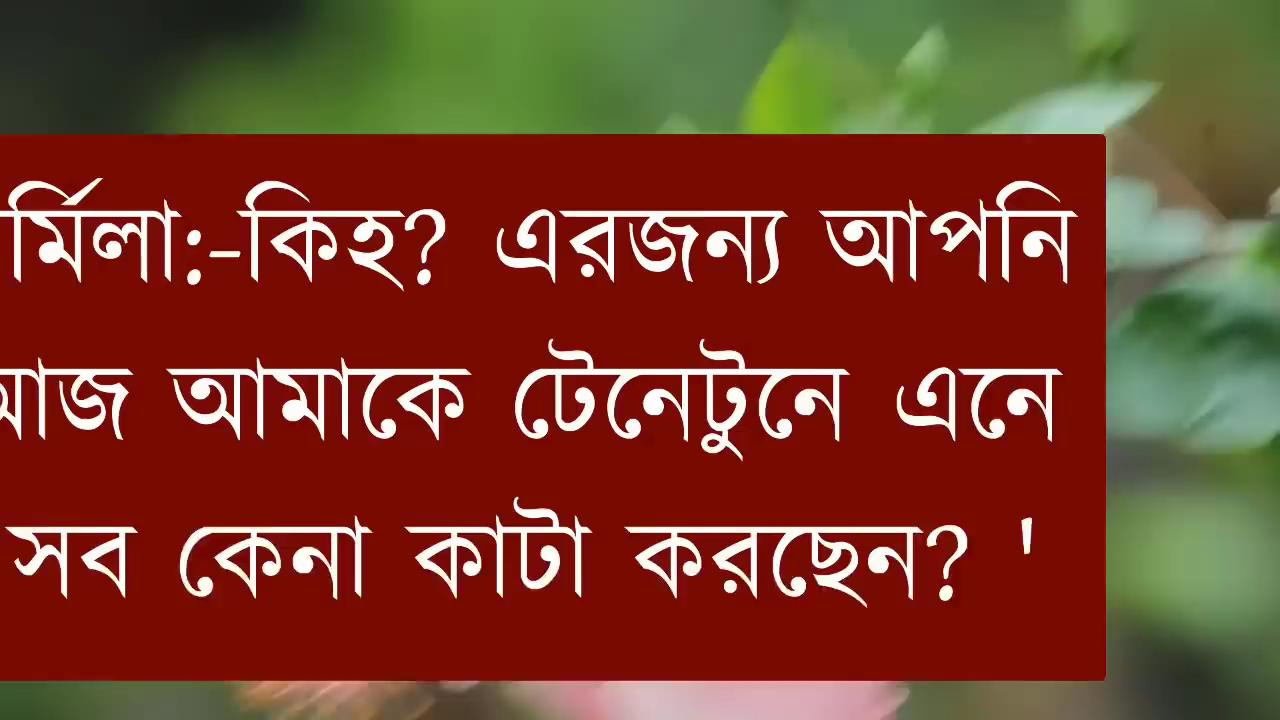 র্মিলা:-কিহ? এরজন্য আপনি
আজ আমাকে টেনেটুনে এনে
সব কেনা কাটা করছেন? '